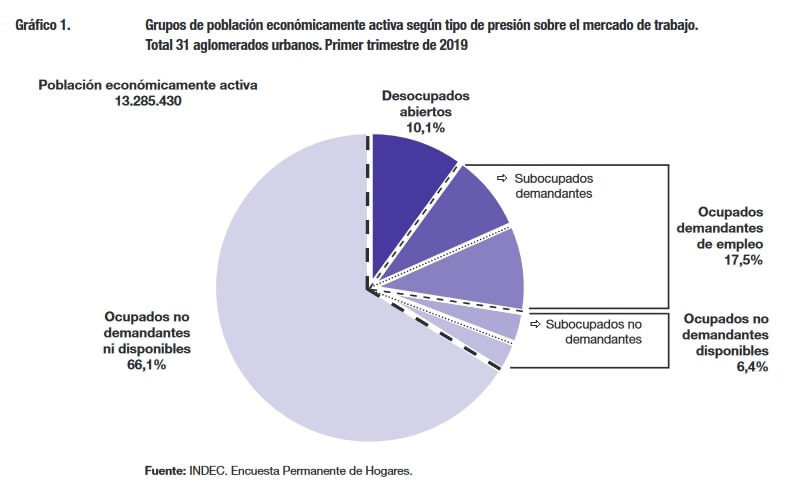 Gráfico 1.
Grupos de población económicamente activa según tipo de presión sobre el mercado de trabajo.
Total 31 aglomerados urbanos. Primer trimestre de 2019
Población económicamente activa
13.285.430
Desocupados
abiertos
10,1%
⇨ Subocupados
demandantes
Ocupados
demandantes
de empleo
17,5%
Ocupados no
demandantes
ni disponibles
66,1%
⇨ Subocupados no
demandantes
Ocupados no
demandantes
disponibles
6,4%
Fuente: INDEC. Encuesta Permanente de Hogares.